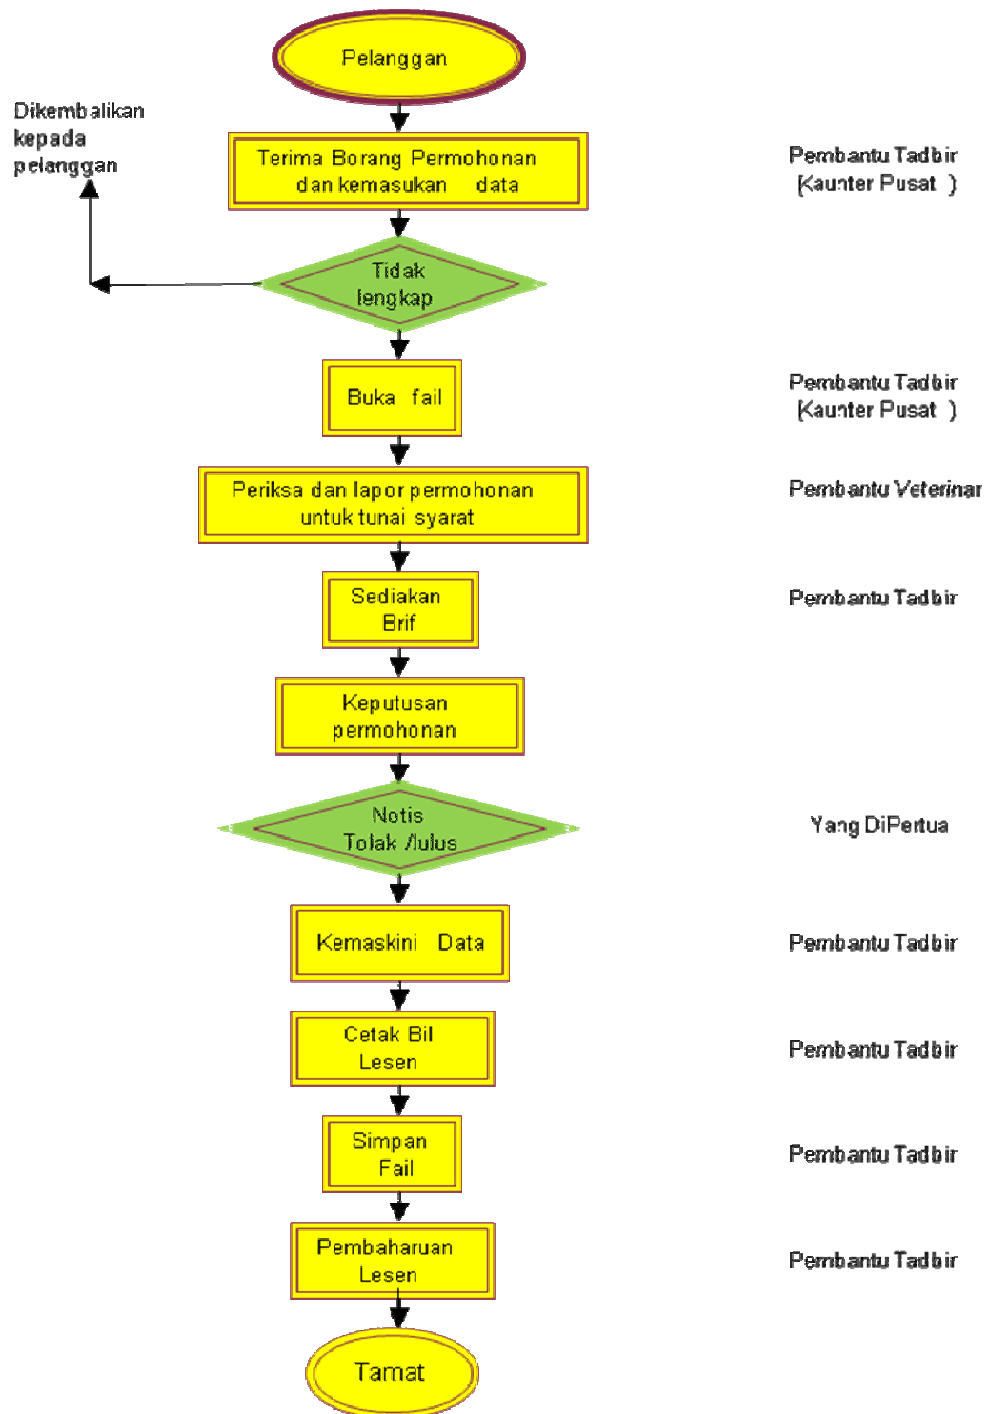 Pelanggan
Dikembalikan
kepada
pelanggan
Terima Borang Permohonan
dan kemasukan data
Pembantu Tadbir
(Kaunter Pusat )
Tidak
lengkap
Buka fail
Pembantu Tadbir
(Kaunter Pusat )
Periksa dan lapor permohonan
untuk tunai syarat
Pembantu Veterinar
Sediakan
Brif
Pembantu Tadbir
Keputusan
permohonan
Notis
Tolak /lulus
Yang DiPertua
Kemaskini Data
Pembantu Tadbir
Cetak Bil
Lesen
Pembantu Tadbir
Simpan
Fail
Pembantu Tadbir
Pembaharuan
Lesen
Pembantu Tadbir
Tamat